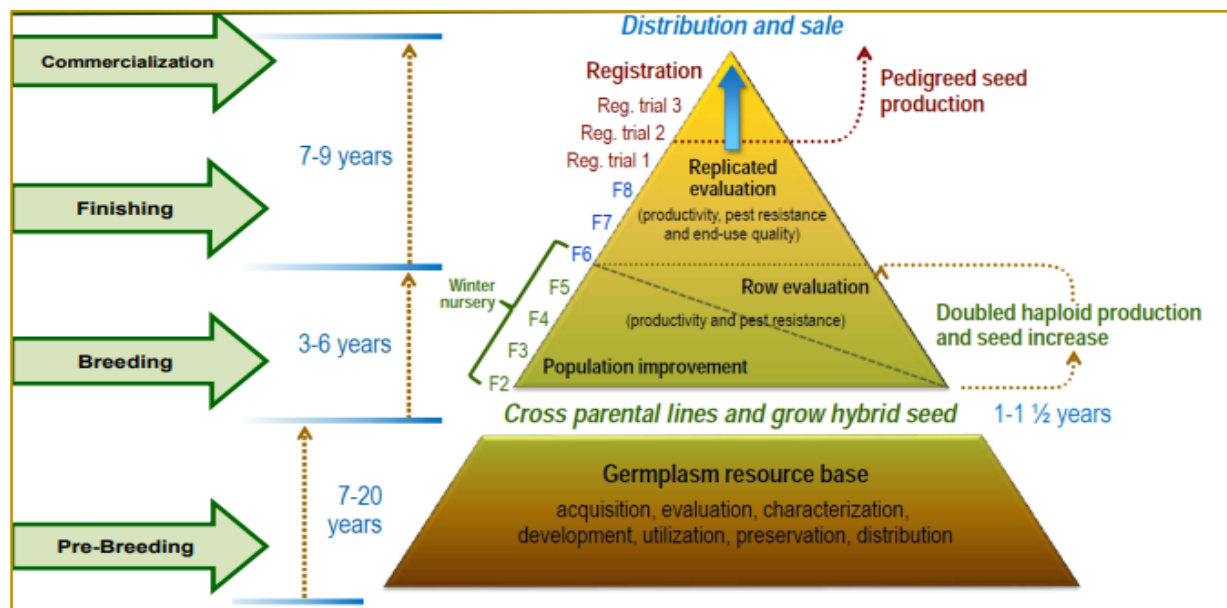 Commercialization
Finishing
Breeding
Pre-Breeding
7-9 years
3-6 years
7-20
years
Distribution and sale
Registration
Reg. trial 3
Reg. trial 2
Reg. trial 1
F8
F7
F6
F5
F4
F3
F2
Winter
nursery
Replicated
evaluation
(productivity, pest resistance
and end-use quality)
Row evaluation
(productivity and pest resistance)
Population improvement
Pedigreed seed
production
Doubled haploid production
and seed increase
1-1 ½ years
Cross parental lines and grow hybrid seed
Germplasm resource base
acquisition, evaluation, characterization,
development, utilization, preservation, distribution